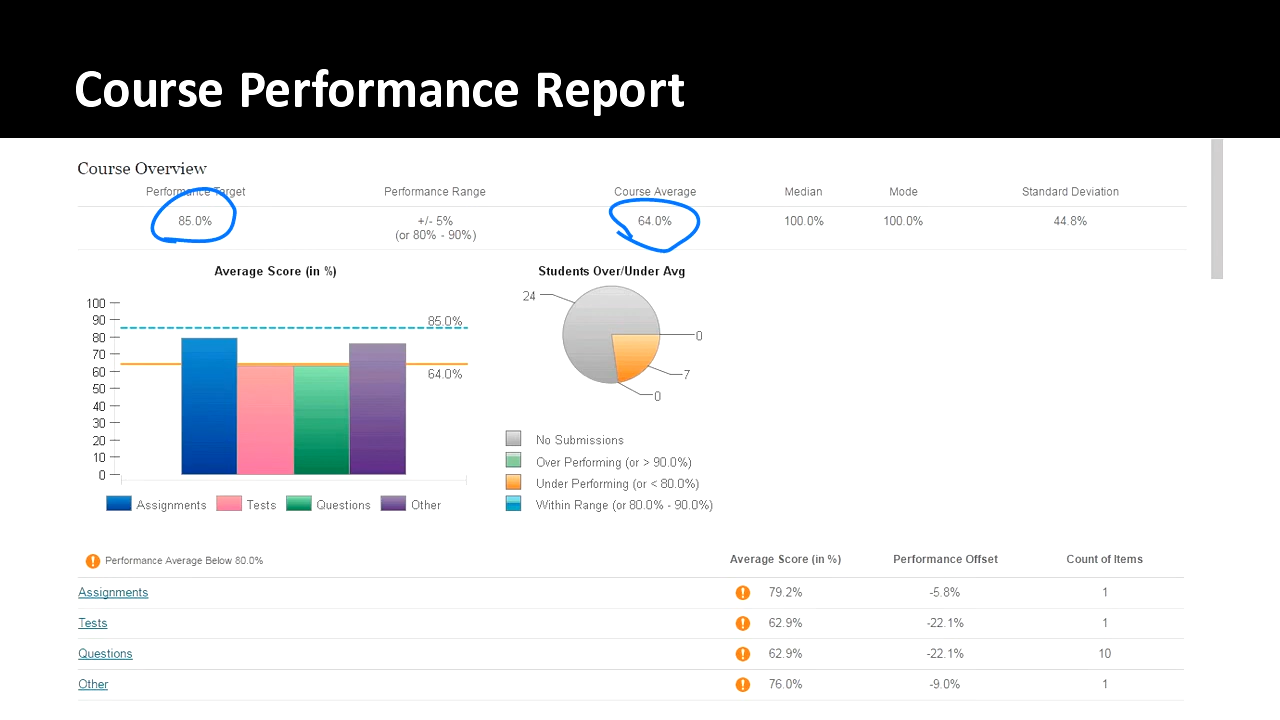 Course Performance Report
Course Overview
Performance Target Performance Range Course Average Median Mode Standard Deviation
85.0% +/- 5% 64.0% 100.0% 100.0% 44.8%
(or 80% - 90%)
Average Score (in %)
100
90
80
70
60
50
40
30
20
10
0
85.0%
64.0%
Assignments Tests Questions Other
Students Over/Under Avg
24
0
7
0
No Submissions
Over Performing (or > 90.0%)
Under Performing (or < 80.0%)
Within Range (or 80.0% - 90.0%)
! Performance Average Below 80.0% Average Score (in %) Performance Offset Count of Items
Assignments ! 79.2% -5.8% 1
Tests ! 62.9% -22.1% 1
Questions ! 62.9% -22.1% 10
Other ! 76.0% -9.0% 1